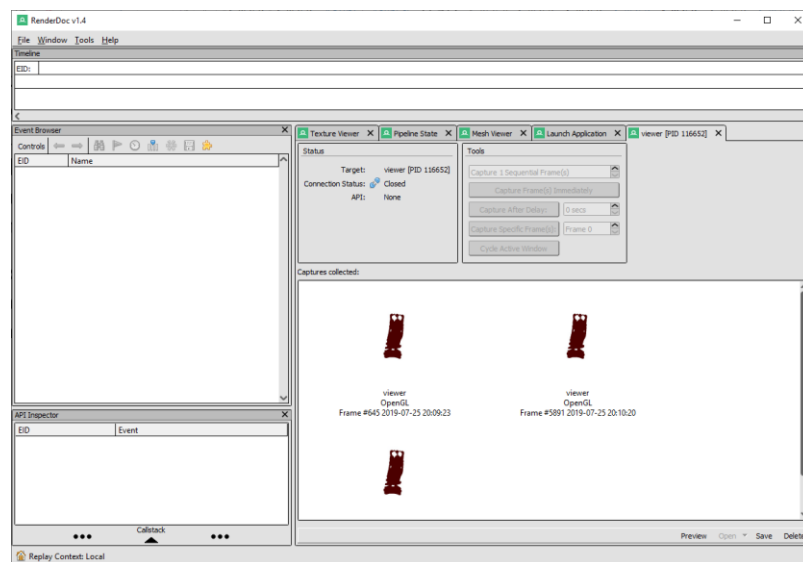 RenderDoc v1.4
File Window Tools Help
Timeline
EID:
Event Browser
Controls
EID Name
API Inspector
EID Event
Callstack
Replay Context: Local
Texture Viewer Pipeline State Mesh Viewer Launch Application viewer [PID 116652]
Status
Target: viewer [PID 116652]
Connection Status: Closed
API: None
Tools
Capture 1 Sequential Frame(s)
Capture Frame(s) Immediately
Capture After Delay: 0 secs
Capture Specific Frame(s): Frame 0
Cycle Active Window
Captures collected:
viewer
OpenGL
Frame #645 2019-07-25 20:09:23
viewer
OpenGL
Frame #5891 2019-07-25 20:10:20
Preview Open Save Delete